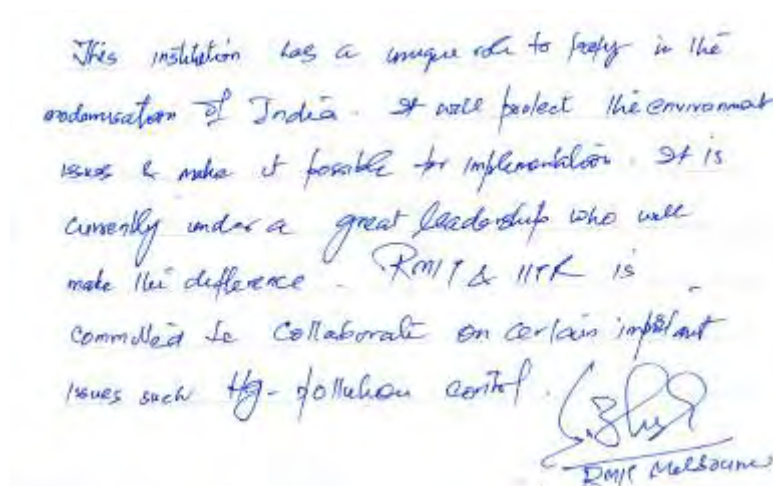 This institution has a unique role to play in the
modernisation of India. It will protect the environment
issues & make it possible for implementation. It is
currently under a great leadership who will
make the difference. RMIT & IITR is
committed to collaborate on certain important
issues such Hg-pollution control.
RMIT Melbourne